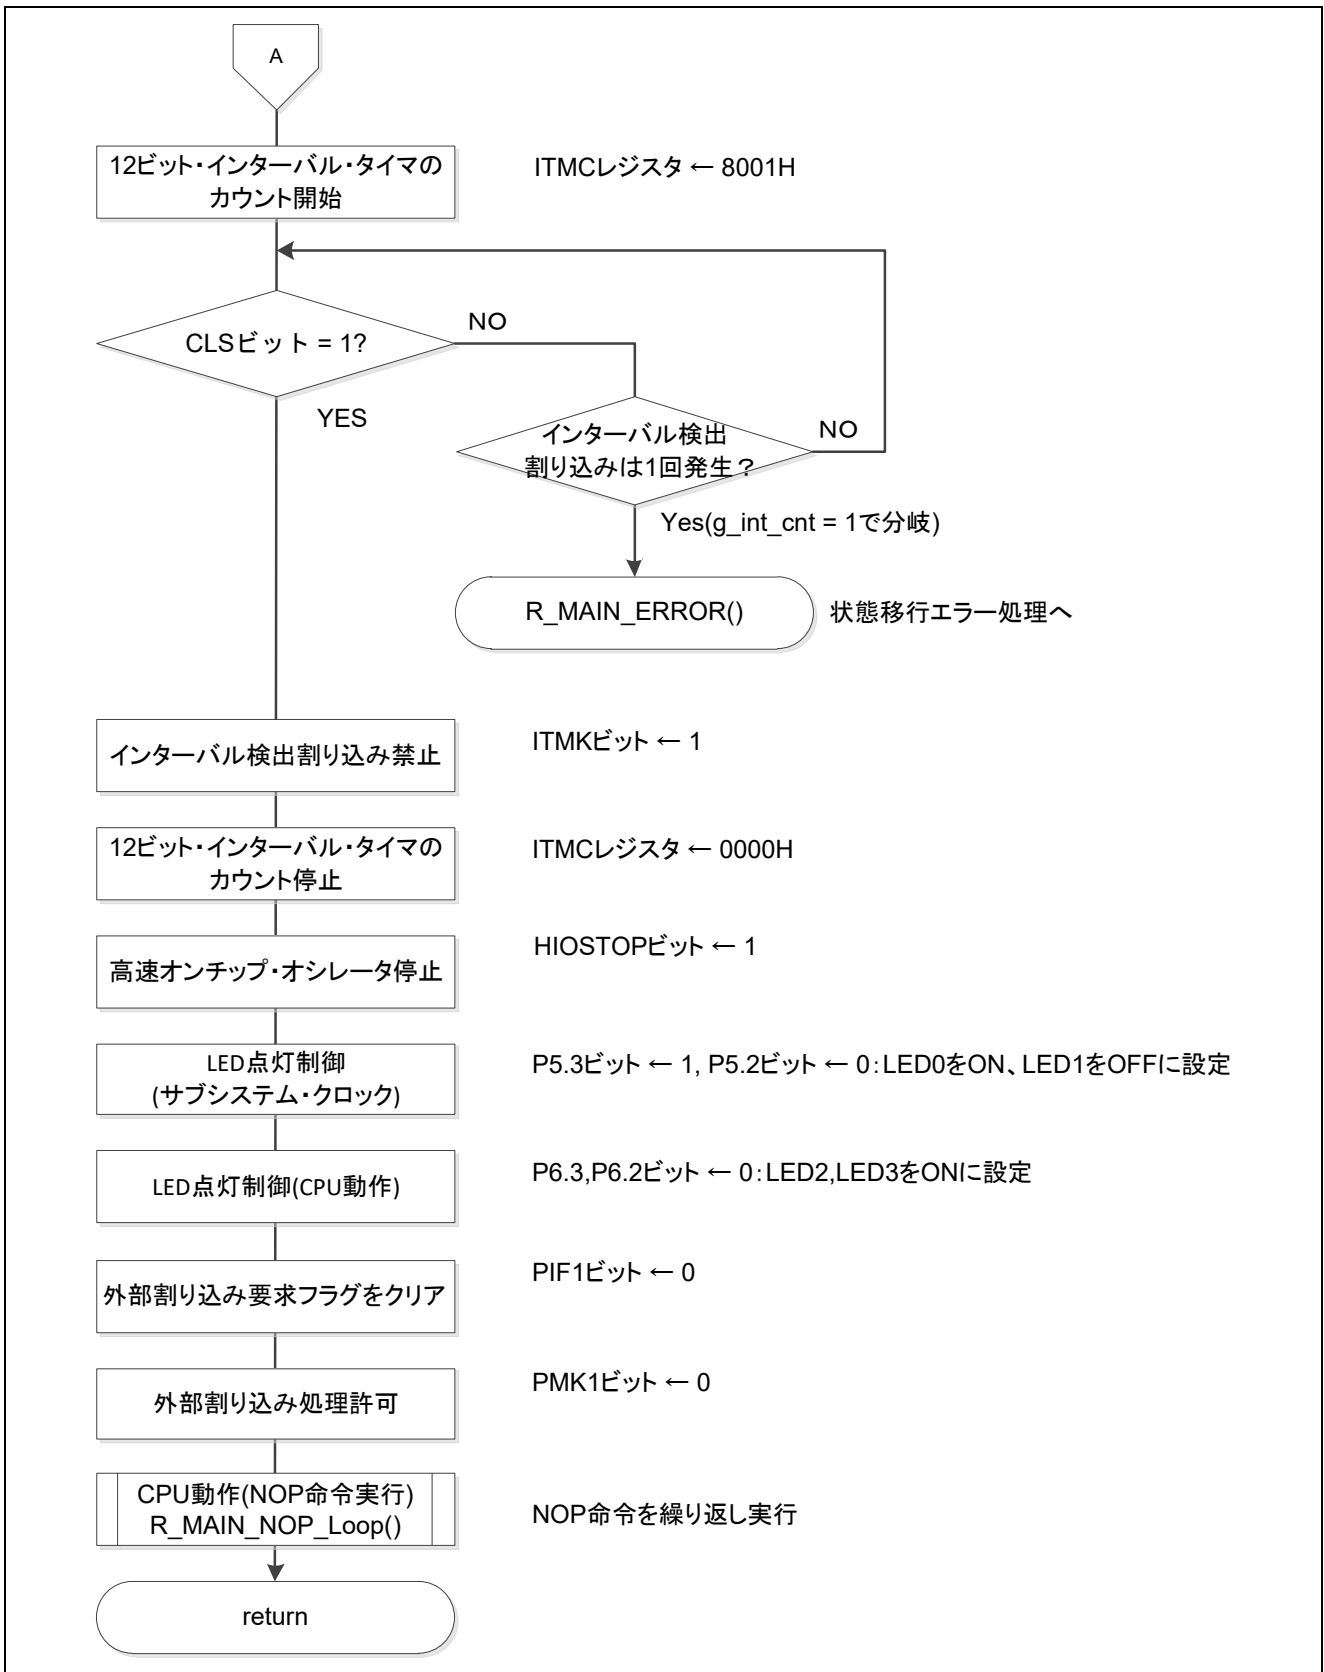 A
12ビット・インターバル・タイマの
カウント開始
ITMCレジスタ ← 8001H
CLSビット = 1?
NO
YES
インターバル検出
割り込みは1回発生？
NO
Yes(g_int_cnt = 1で分岐)
R_MAIN_ERROR()
状態移行エラー処理へ
インターバル検出割り込み禁止
ITMKビット ← 1
12ビット・インターバル・タイマの
カウント停止
ITMCレジスタ ← 0000H
高速オンチップ・オシレータ停止
HIOSTOPビット ← 1
LED点灯制御
(サブシステム・クロック)
P5.3ビット ← 1, P5.2ビット ← 0：LED0をON、LED1をOFFに設定
LED点灯制御(CPU動作)
P6.3,P6.2ビット ← 0：LED2,LED3をONに設定
外部割り込み要求フラグをクリア
PIF1ビット ← 0
外部割り込み処理許可
PMK1ビット ← 0
CPU動作(NOP命令実行)
R_MAIN_NOP_Loop()
NOP命令を繰り返し実行
return